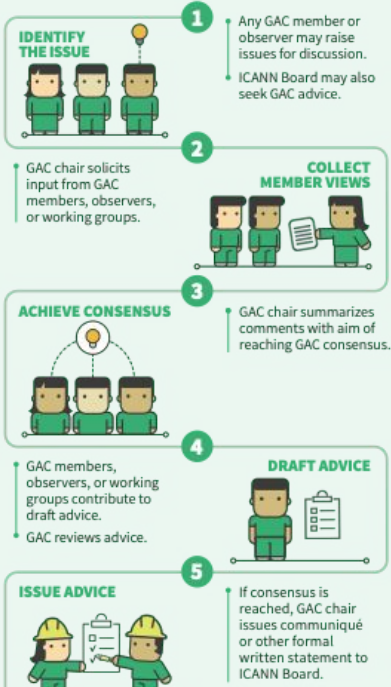 1
IDENTIFY
THE ISSUE
Any GAC member or
observer may raise
issues for discussion.
ICANN Board may also
seek GAC advice.
2
COLLECT
MEMBER VIEWS
GAC chair solicits
input from GAC
members, observers,
or working groups.
3
ACHIEVE CONSENSUS
GAC chair summarizes
comments with aim of
reaching GAC consensus.
4
DRAFT ADVICE
GAC members,
observers, or working
groups contribute to
draft advice.
GAC reviews advice.
5
ISSUE ADVICE
If consensus is
reached, GAC chair
issues communiqué
or other formal
written statement to
ICANN Board.